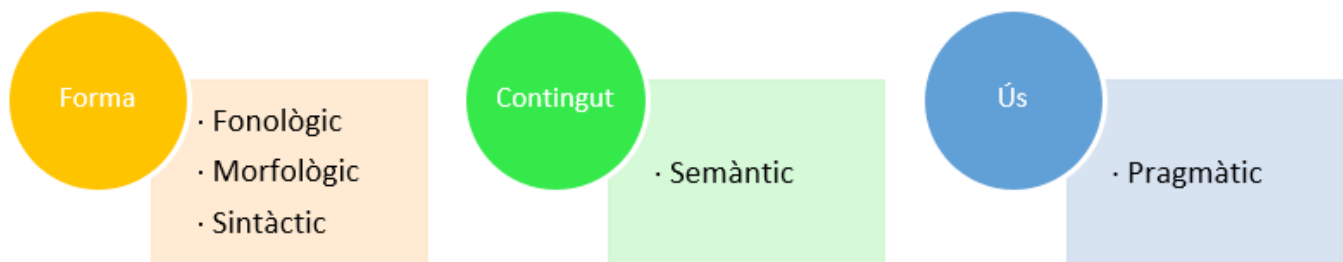 Forma
· Fonològic
· Morfològic
· Sintàctic
Contingut
· Semàntic
Ús
· Pragmàtic